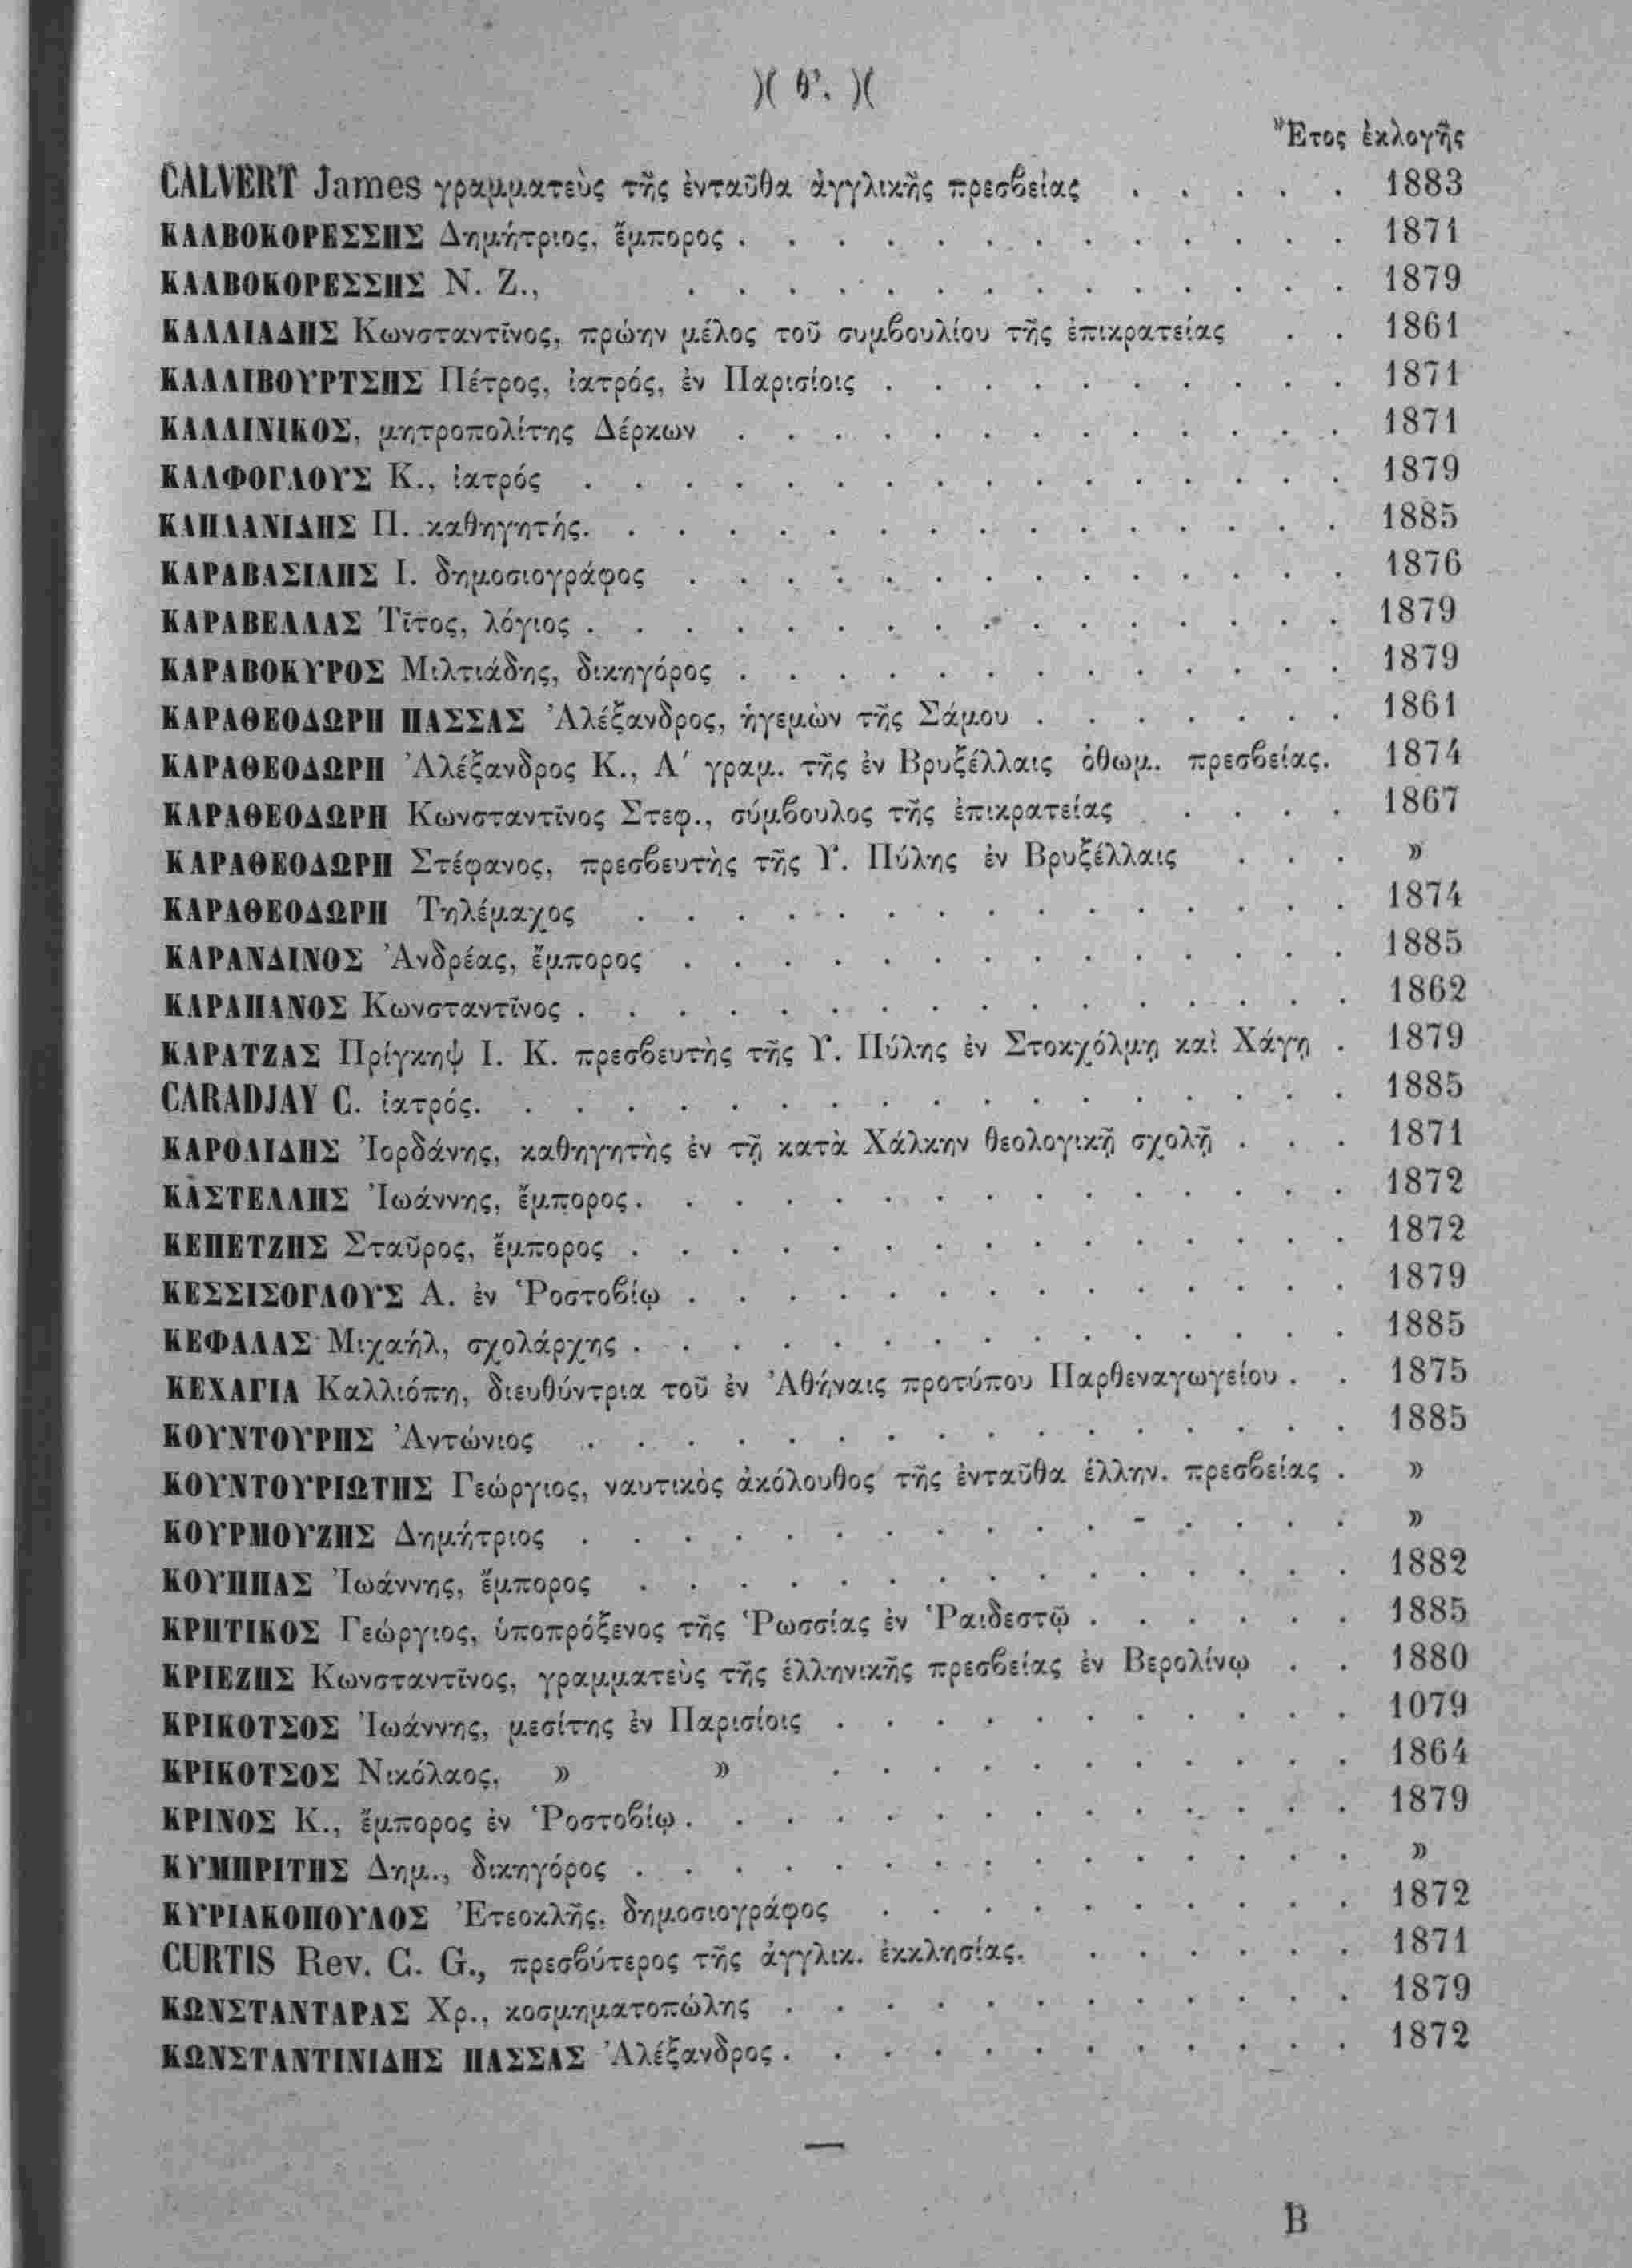 )( θ'. )(
Ἔτος ἐκλογῆς
CALVERT James γραμματεὺς τῆς ἐνταῦθα ἀγγλικῆς πρεσβείας . . . . . 1883
ΚΑΛΒΟΚΟΡΕΣΣΗΣ Δημήτριος, ἔμπορος . . . . . . . . . . . . . 1871
ΚΑΛΒΟΚΟΡΕΣΣΗΣ Ν. Ζ., . . . . . . . . . . . . . . 1879
ΚΑΛΛΙΑΔΗΣ Κωνσταντῖνος, πρώην μέλος τοῦ συμβουλίου τῆς ἐπικρατείας . . 1861
ΚΑΛΛΙΒΟΥΡΤΣΗΣ Πέτρος, ἰατρός, ἐν Παρισίοις . . . . . . . . . . 1871
ΚΑΛΛΙΝΙΚΟΣ, μητροπολίτης Δέρκων . . . . . . . . . . . . . 1871
ΚΑΛΦΟΓΛΟΥΣ Κ., ἰατρός . . . . . . . . . . . . . . . . 1879
ΚΑΠΛΑΝΙΔΗΣ Π. καθηγητής. . . . . . . . . . . . . . . . 1885
ΚΑΡΑΒΑΣΙΛΗΣ Ι. δημοσιογράφος . . . . . . . . . . . . . . 1876
ΚΑΡΑΒΕΛΛΑΣ Τῖτος, λόγιος . . . . . . . . . . . . . . . . 1879
ΚΑΡΑΒΟΚΥΡΟΣ Μιλτιάδης, δικηγόρος . . . . . . . . . . . . . 1879
ΚΑΡΑΘΕΟΔΩΡΗ ΠΑΣΣΑΣ Ἀλέξανδρος, ἡγεμὼν τῆς Σάμου . . . . . . . 1861
ΚΑΡΑΘΕΟΔΩΡΗ Ἀλέξανδρος Κ., Α' γραμ. τῆς ἐν Βρυξέλλαις ὀθωμ. πρεσβείας. 1874
ΚΑΡΑΘΕΟΔΩΡΗ Κωνσταντῖνος Στεφ., σύμβουλος τῆς ἐπικρατείας . . . . 1867
ΚΑΡΑΘΕΟΔΩΡΗ Στέφανος, πρεσβευτὴς τῆς Υ. Πύλης ἐν Βρυξέλλαις . . . »
ΚΑΡΑΘΕΟΔΩΡΗ Τηλέμαχος . . . . . . . . . . . . . . . 1874
ΚΑΡΑΝΔΙΝΟΣ Ἀνδρέας, ἔμπορος . . . . . . . . . . . . . . 1885
ΚΑΡΑΠΑΝΟΣ Κωνσταντῖνος . . . . . . . . . . . . . . . . 1862
ΚΑΡΑΤΖΑΣ Πρίγκηψ Ι. Κ. πρεσβευτὴς τῆς Υ. Πύλης ἐν Στοκχόλμῃ καὶ Χάγῃ . 1879
CARADJAY C. ἰατρός. . . . . . . . . . . . . . . . . . 1885
ΚΑΡΟΛΙΔΗΣ Ἰορδάνης, καθηγητὴς ἐν τῇ κατὰ Χάλκην θεολογικῇ σχολῇ . . . 1871
ΚΑΣΤΕΛΛΗΣ Ἰωάννης, ἔμπορος. . . . . . . . . . . . . . . 1872
ΚΕΠΕΤΖΗΣ Σταῦρος, ἔμπορος . . . . . . . . . . . . . . . 1872
ΚΕΣΣΙΣΟΓΛΟΥΣ Α. ἐν Ῥοστοβίῳ . . . . . . . . . . . . . . 1879
ΚΕΦΑΛΑΣ Μιχαήλ, σχολάρχης . . . . . . . . . . . . . . . 1885
ΚΕΧΑΓΙΑ Καλλιόπη, διευθύντρια τοῦ ἐν Ἀθήναις προτύπου Παρθεναγωγείου . . 1875
ΚΟΥΝΤΟΥΡΗΣ Ἀντώνιος . . . . . . . . . . . . . . . . 1885
ΚΟΥΝΤΟΥΡΙΩΤΗΣ Γεώργιος, ναυτικὸς ἀκόλουθος τῆς ἐνταῦθα ἑλλην. πρεσβείας . »
ΚΟΥΡΜΟΥΖΗΣ Δημήτριος . . . . . . . . . . . . . . . . »
ΚΟΥΠΠΑΣ Ἰωάννης, ἔμπορος . . . . . . . . . . . . . . . 1882
ΚΡΗΤΙΚΟΣ Γεώργιος, ὑποπρόξενος τῆς Ῥωσσίας ἐν Ῥαιδεστῷ . . . . . . 1885
ΚΡΙΕΖΗΣ Κωνσταντῖνος, γραμματεὺς τῆς ἑλληνικῆς πρεσβείας ἐν Βερολίνῳ . . 1880
ΚΡΙΚΟΤΣΟΣ Ἰωάννης, μεσίτης ἐν Παρισίοις . . . . . . . . . . . 1079
ΚΡΙΚΟΤΣΟΣ Νικόλαος, » » . . . . . . . . . . . 1864
ΚΡΙΝΟΣ Κ., ἔμπορος ἐν Ῥοστοβίῳ. . . . . . . . . . . . . . 1879
ΚΥΜΠΡΙΤΗΣ Δημ., δικηγόρος . . . . . . . . . . . . . . . »
ΚΥΡΙΑΚΟΠΟΥΛΟΣ Ἐτεοκλῆς, δημοσιογράφος . . . . . . . . . . 1872
CURTIS Rev. C. G., πρεσβύτερος τῆς ἀγγλικ. ἐκκλησίας. . . . . . . 1871
ΚΩΝΣΤΑΝΤΑΡΑΣ Χρ., κοσμηματοπώλης . . . . . . . . . . . . 1879
ΚΩΝΣΤΑΝΤΙΝΙΔΗΣ ΠΑΣΣΑΣ Ἀλέξανδρος . . . . . . . . . . . . 1872
Β